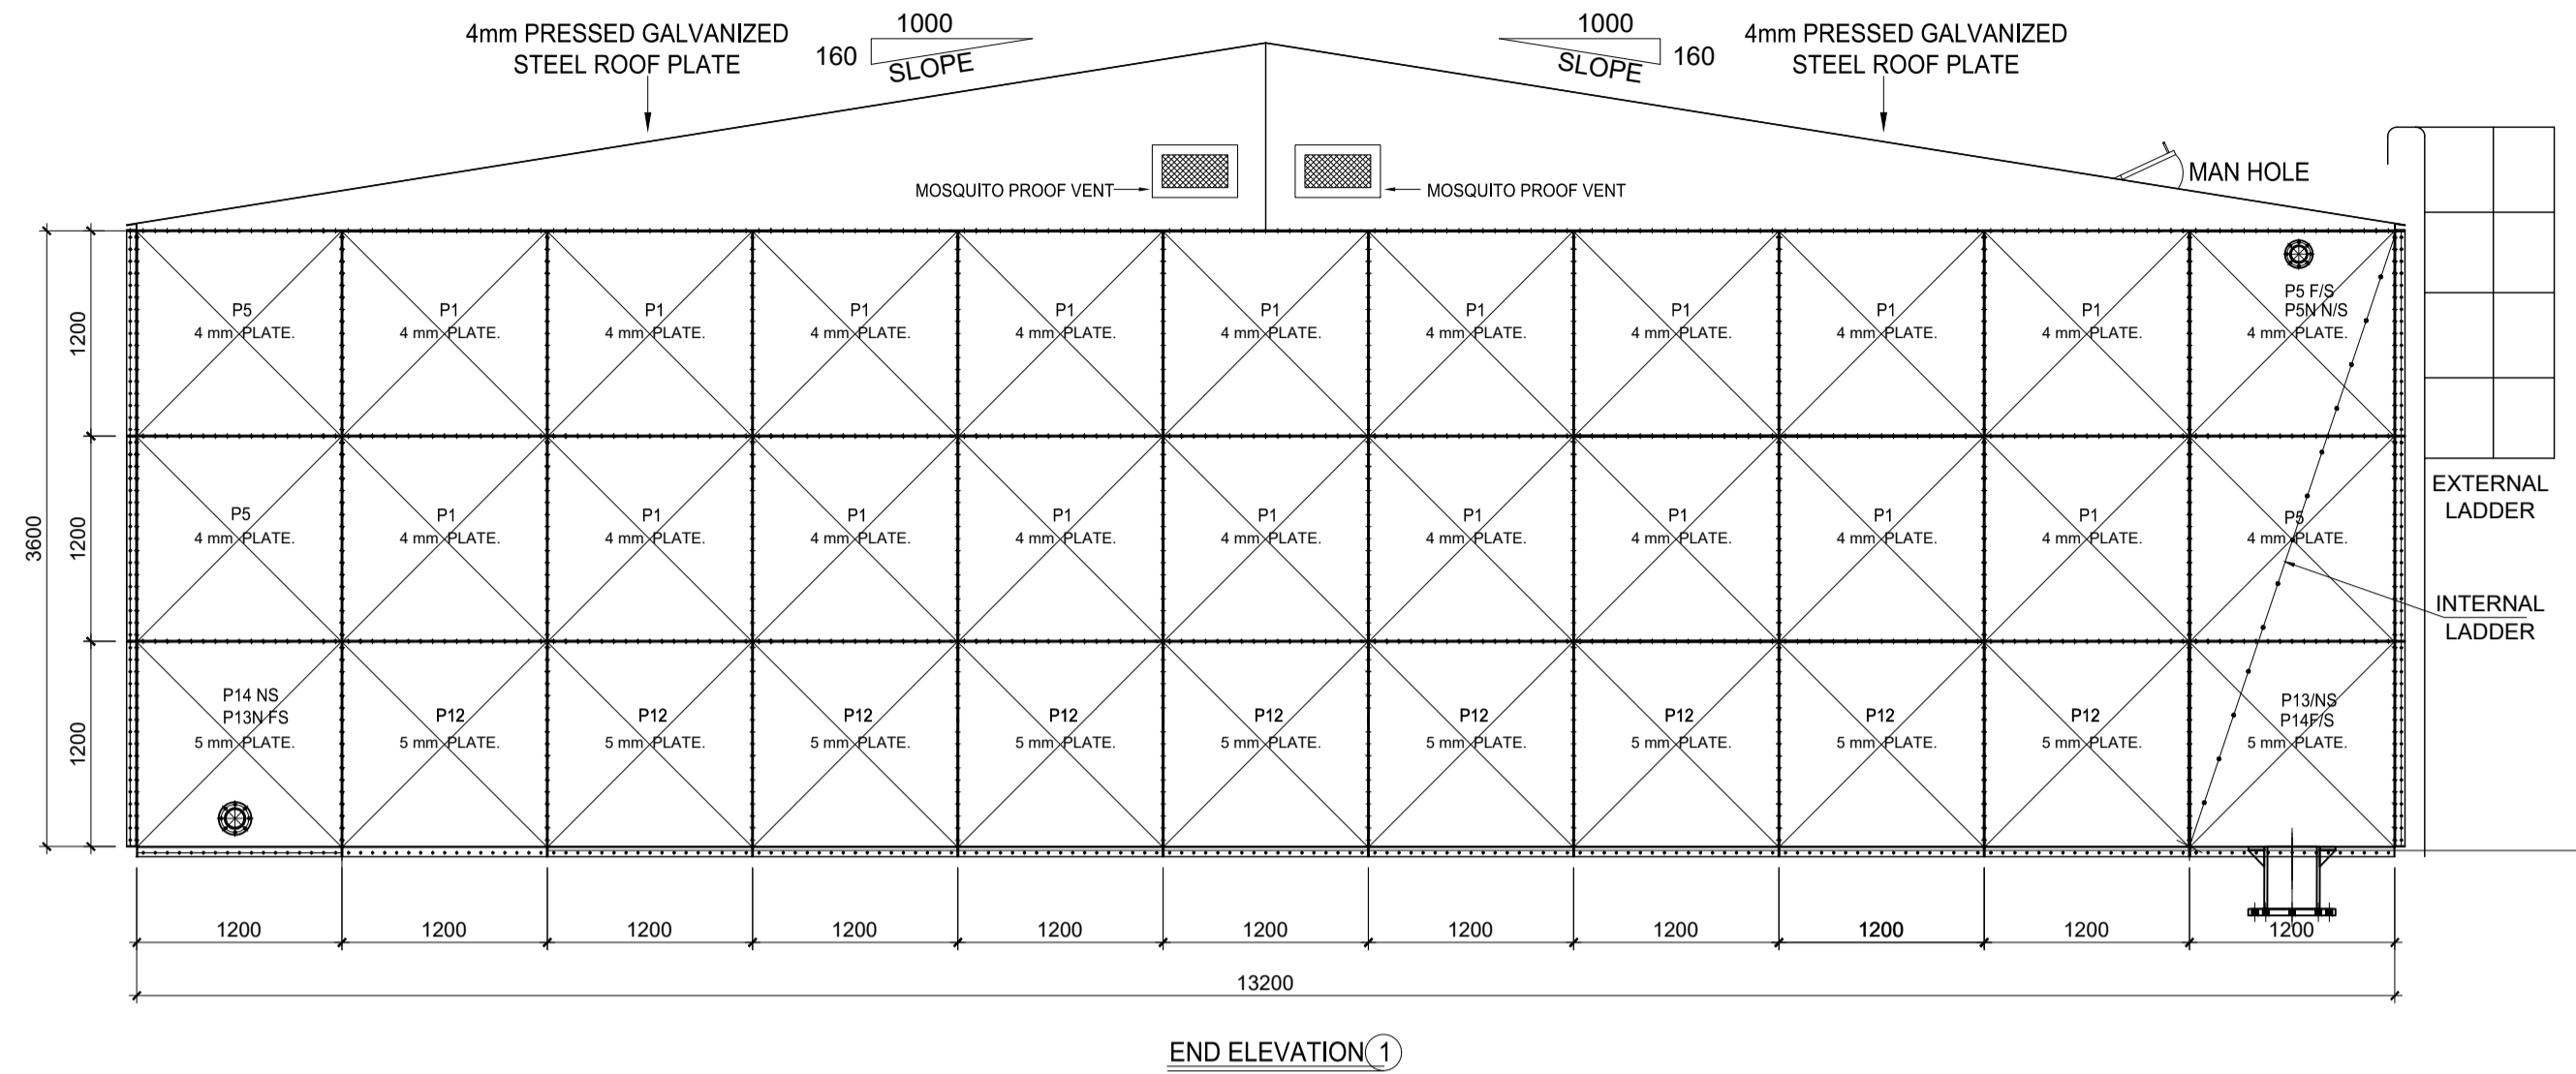 1000
1000
4mm PRESSED GALVANIZED
STEEL ROOF PLATE
160
SLOPE
SLOPE
160
4mm PRESSED GALVANIZED
STEEL ROOF PLATE
MOSQUITO PROOF VENT
MOSQUITO PROOF VENT
MAN HOLE
P5
P1
P1
P1
P1
P1
P1
P1
P1
P1
P5 F/S
P5N N/S
1200
4 mm PLATE.
4 mm PLATE.
4 mm PLATE.
4 mm PLATE.
4 mm PLATE.
4 mm PLATE.
4 mm PLATE.
4 mm PLATE.
4 mm PLATE.
4 mm PLATE.
4 mm PLATE.
EXTERNAL
LADDER
P5
P1
P1
P1
P1
P1
P1
P1
P1
P1
P5
3600
1200
4 mm PLATE.
4 mm PLATE.
4 mm PLATE.
4 mm PLATE.
4 mm PLATE.
4 mm PLATE.
4 mm PLATE.
4 mm PLATE.
4 mm PLATE.
4 mm PLATE.
4 mm PLATE.
INTERNAL
LADDER
P14 NS
P13N FS
P12
P12
P12
P12
P12
P12
P12
P12
P12
P13/NS
P14F/S
1200
5 mm PLATE.
5 mm PLATE.
5 mm PLATE.
5 mm PLATE.
5 mm PLATE.
5 mm PLATE.
5 mm PLATE.
5 mm PLATE.
5 mm PLATE.
5 mm PLATE.
5 mm PLATE.
1200
1200
1200
1200
1200
1200
1200
1200
1200
1200
1200
13200
END ELEVATION 1